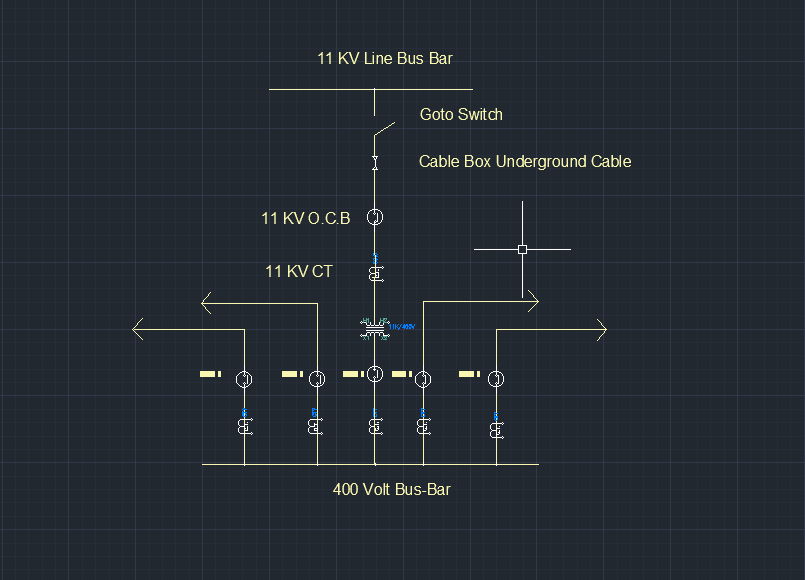 11 KV Line Bus Bar
Goto Switch
Cable Box Underground Cable
11 KV O.C.B
11 KV CT
400 Volt Bus-Bar